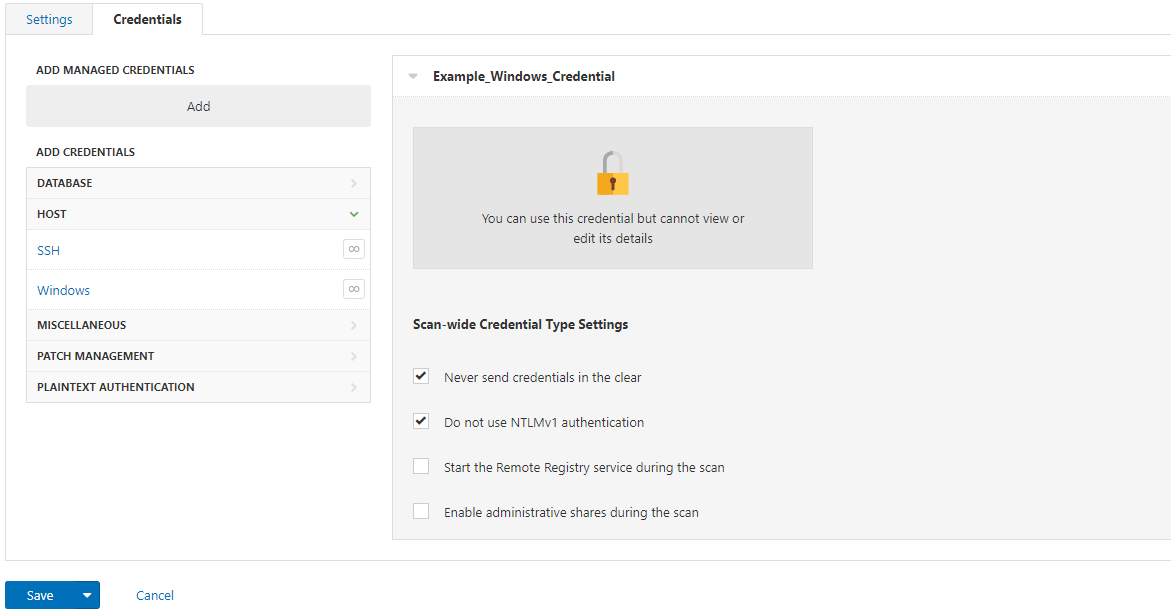 Settings
Credentials
ADD MANAGED CREDENTIALS
Add
ADD CREDENTIALS
DATABASE
HOST
SSH
∞
Windows
∞
MISCELLANEOUS
PATCH MANAGEMENT
PLAINTEXT AUTHENTICATION
Example_Windows_Credential
You can use this credential but cannot view or
edit its details
Scan-wide Credential Type Settings
Never send credentials in the clear
Do not use NTLMv1 authentication
Start the Remote Registry service during the scan
Enable administrative shares during the scan
Save
Cancel